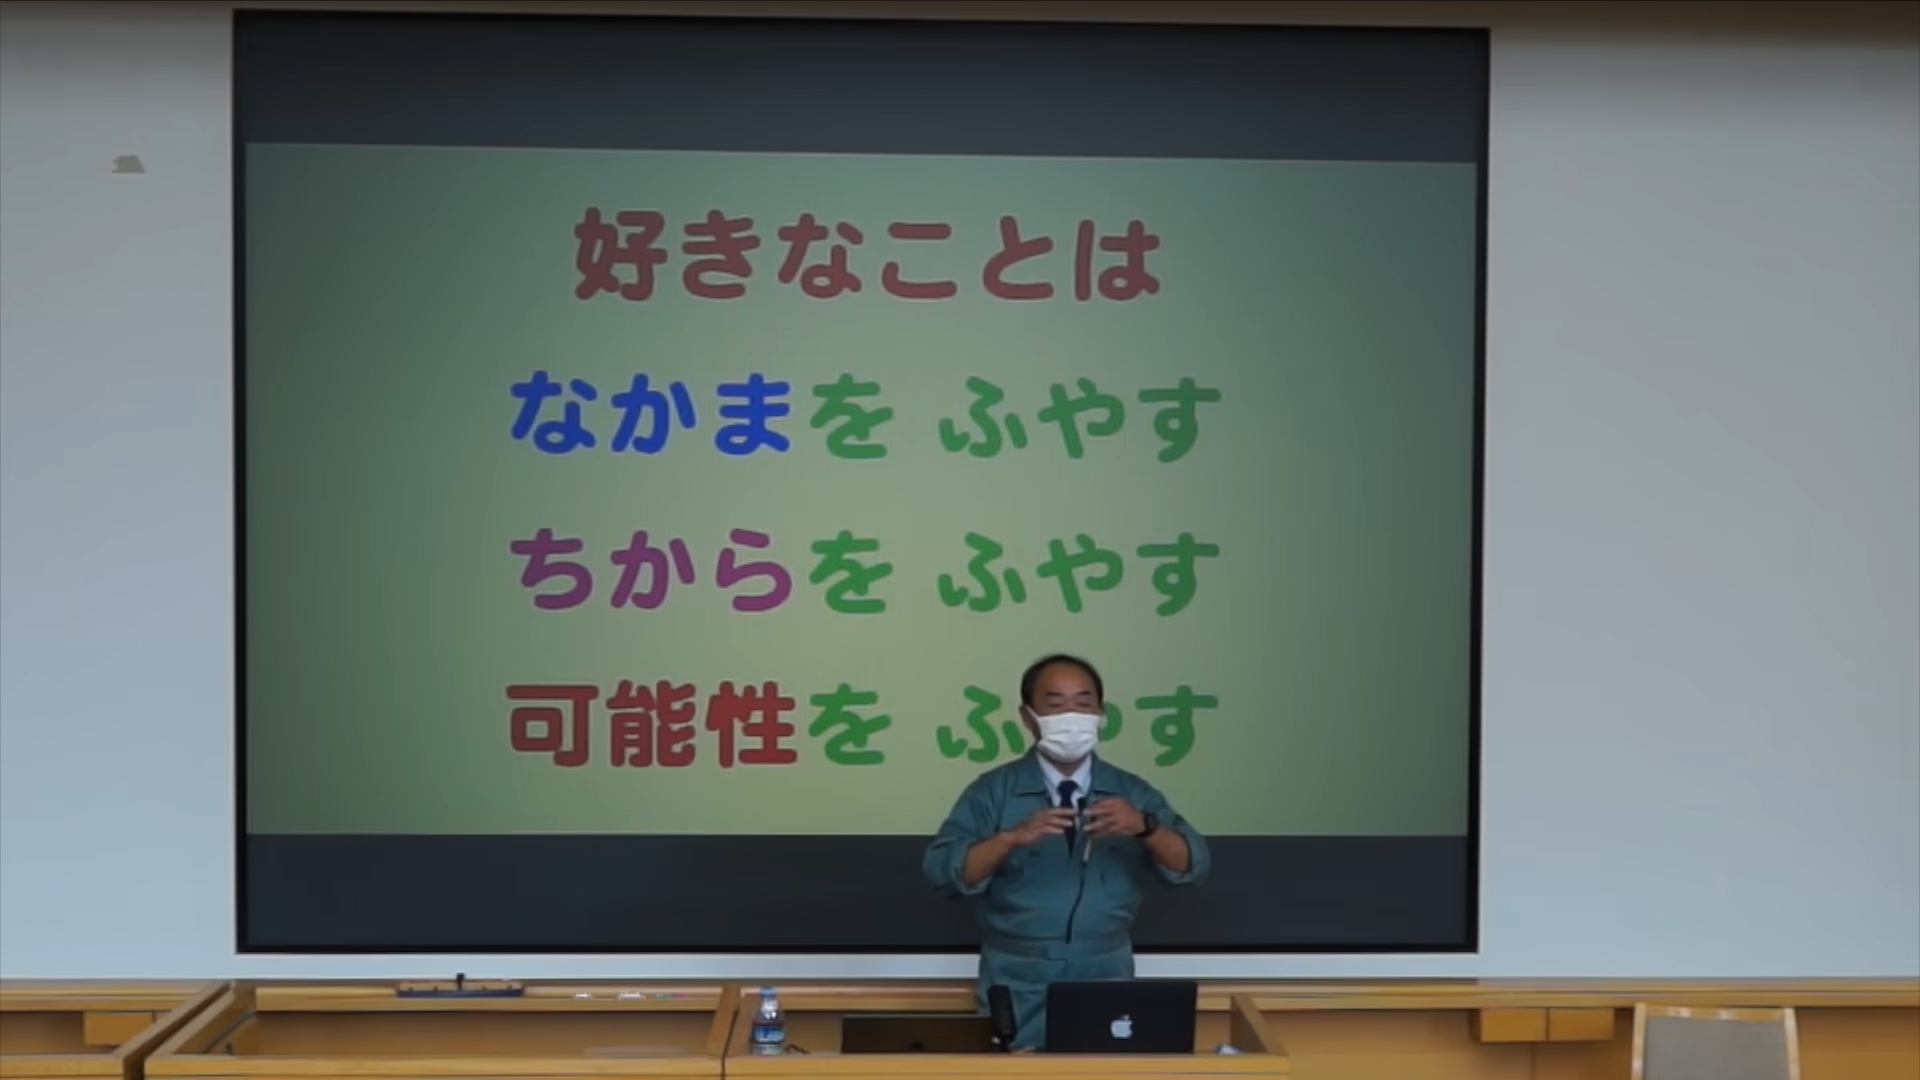 好きなことは
なかまを ふやす
ちからを ふやす
可能性を ふやす